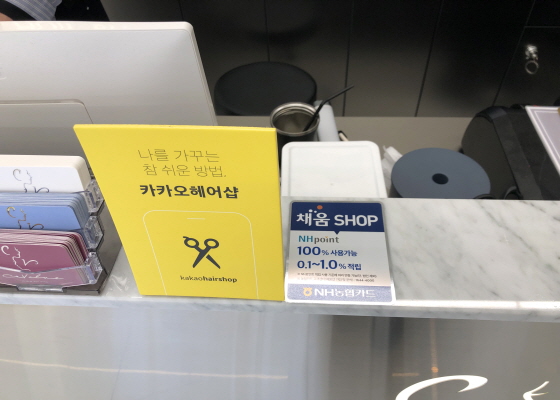 나를 가꾸는
참 쉬운 방법.
카카오헤어샵
kakaohairshop
채움 SHOP
NHpoint
100% 사용가능
0.1~1.0% 적립
NH농협카드